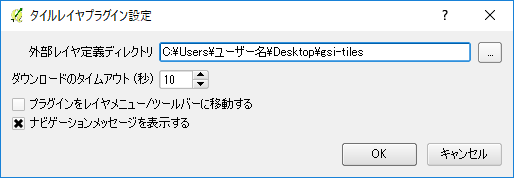 タイルレイヤプラグイン設定
外部レイヤ定義ディレクトリ C:¥Users¥ユーザー名¥Desktop¥gsi-tiles ...
ダウンロードのタイムアウト(秒) 10
プラグインをレイヤメニュー/ツールバーに移動する
ナビゲーションメッセージを表示する
OK キャンセル